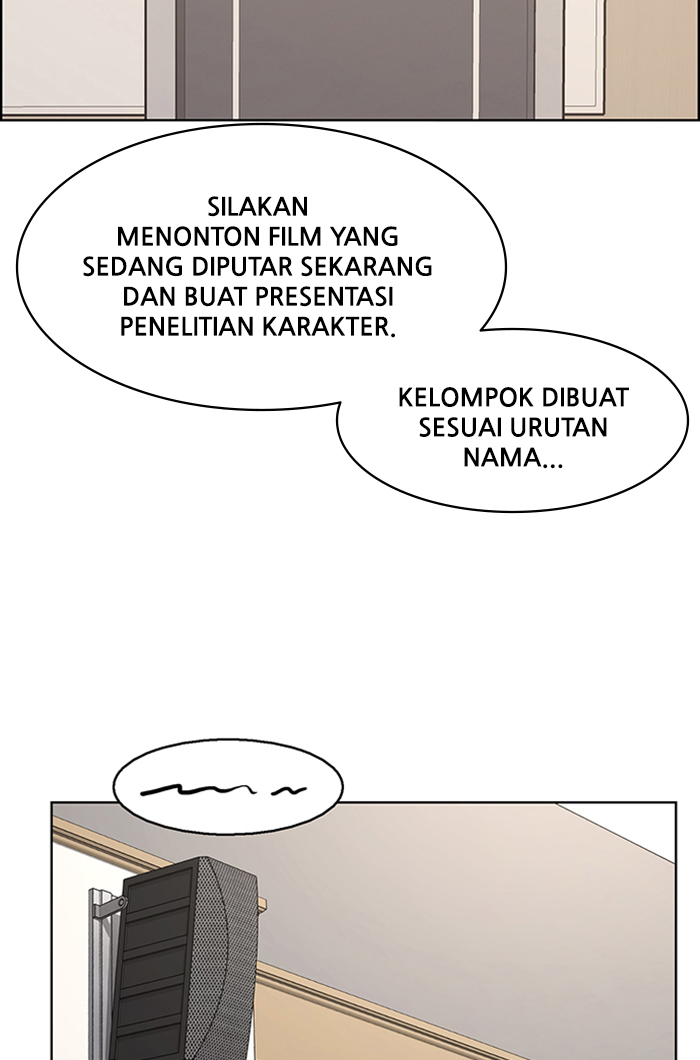 SILAKAN
MENONTON FILM YANG
SEDANG DIPUTAR SEKARANG
DAN BUAT PRESENTASI
PENELITIAN KARAKTER.
KELOMPOK DIBUAT
SESUAI URUTAN
NAMA...